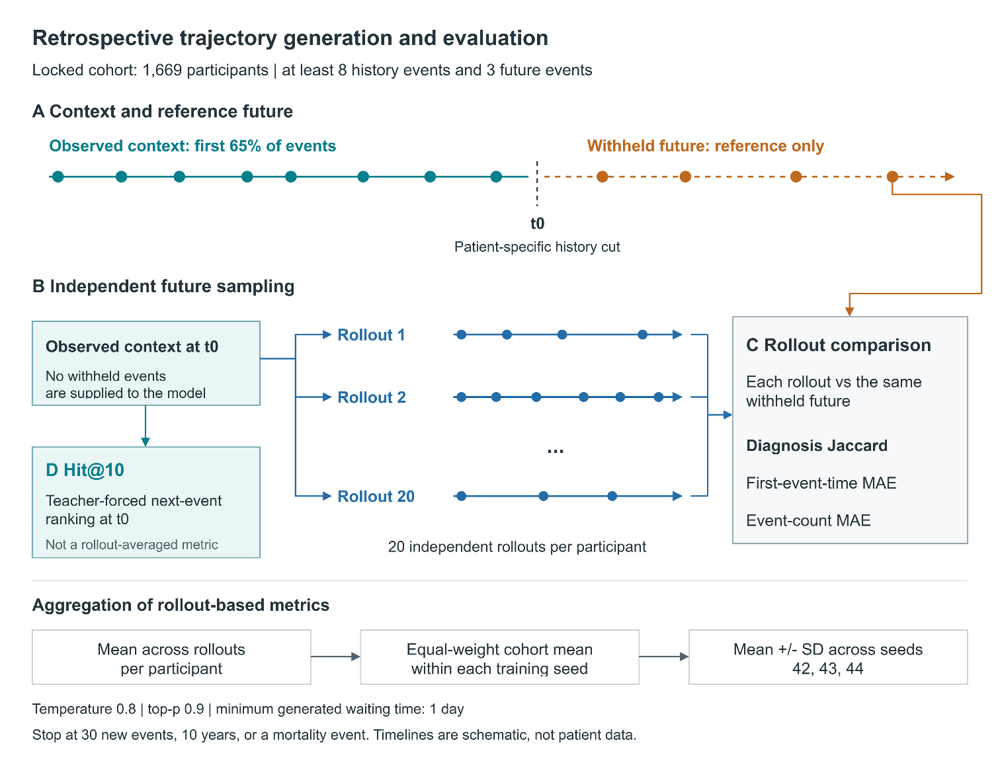 Retrospective trajectory generation and evaluation
Locked cohort: 1,669 participants | at least 8 history events and 3 future events
A Context and reference future
Observed context: first 65% of events
Withheld future: reference only
t0
Patient-specific history cut
B Independent future sampling
Observed context at t0
No withheld events
are supplied to the model
D Hit@10
Teacher-forced next-event
ranking at t0
Not a rollout-averaged metric
Rollout 1
Rollout 2
...
Rollout 20
20 independent rollouts per participant
C Rollout comparison
Each rollout vs the same
withheld future
Diagnosis Jaccard
First-event-time MAE
Event-count MAE
Aggregation of rollout-based metrics
Mean across rollouts
per participant
Equal-weight cohort mean
within each training seed
Mean +/- SD across seeds
42, 43, 44
Temperature 0.8 | top-p 0.9 | minimum generated waiting time: 1 day
Stop at 30 new events, 10 years, or a mortality event. Timelines are schematic, not patient data.